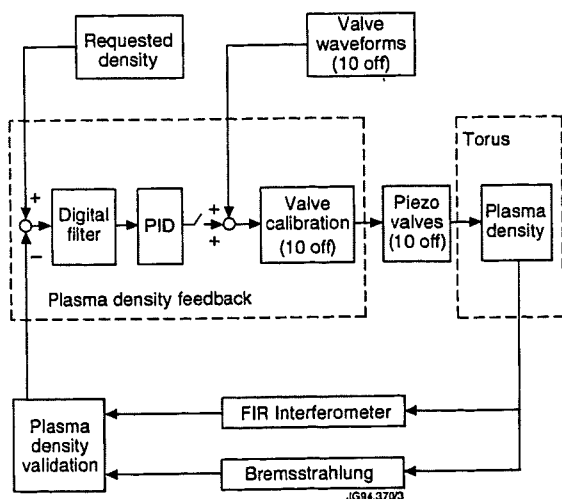 Requested
density
Valve
waveforms
(10 off)
Torus
+
−
Digital
filter
PID
+
+
Valve
calibration
(10 off)
Piezo
valves
(10 off)
Plasma
density
Plasma density feedback
Plasma
density
validation
FIR Interferometer
Bremsstrahlung
JG94.370/3